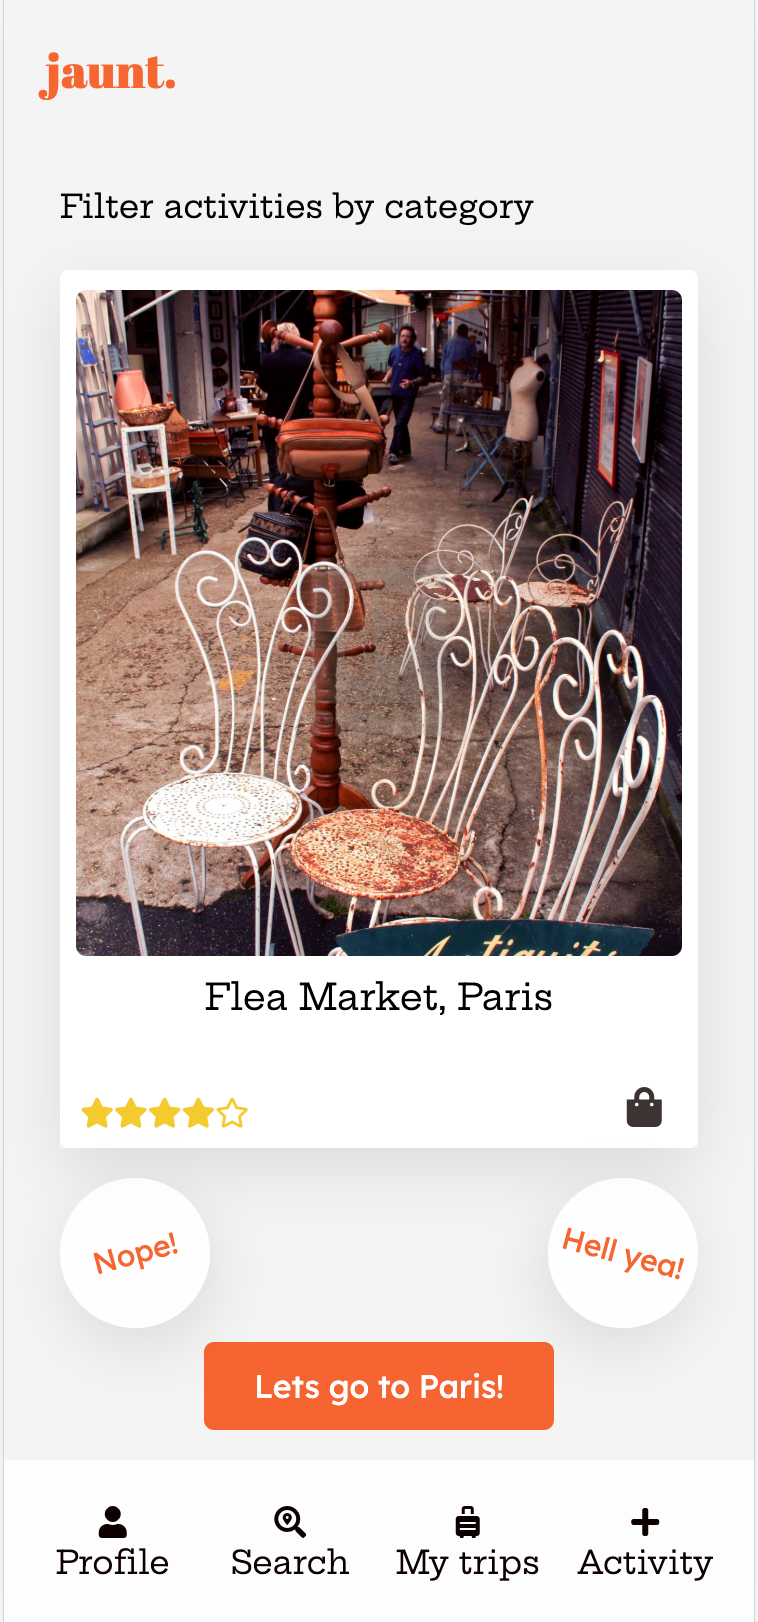 jaunt.
Filter activities by category
Antiquité
Flea Market, Paris
Nope!
Hell yea!
Lets go to Paris!
Profile
Search
My trips
Activity